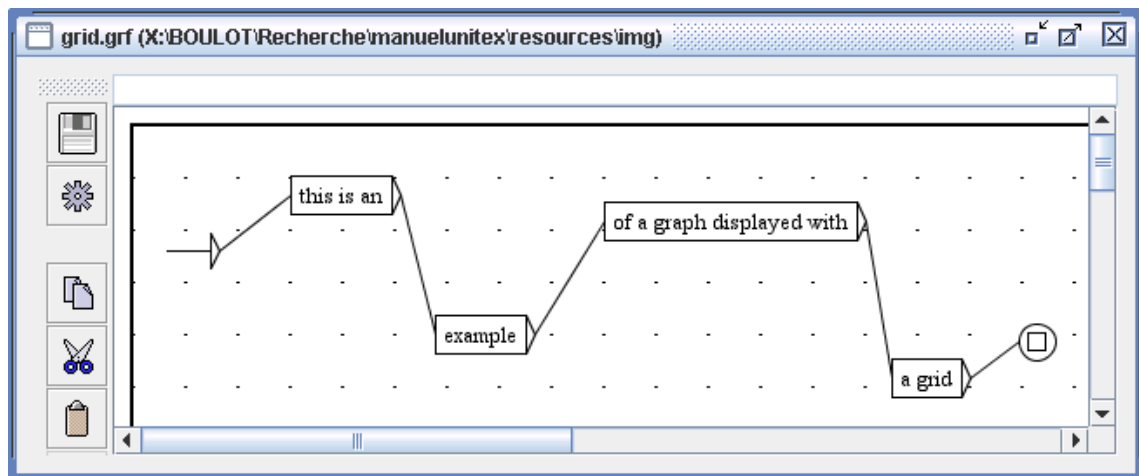 grid.grf (X:\BOULOT\Recherche\manuelunitex\resources\img)
this is an
of a graph displayed with
example
a grid